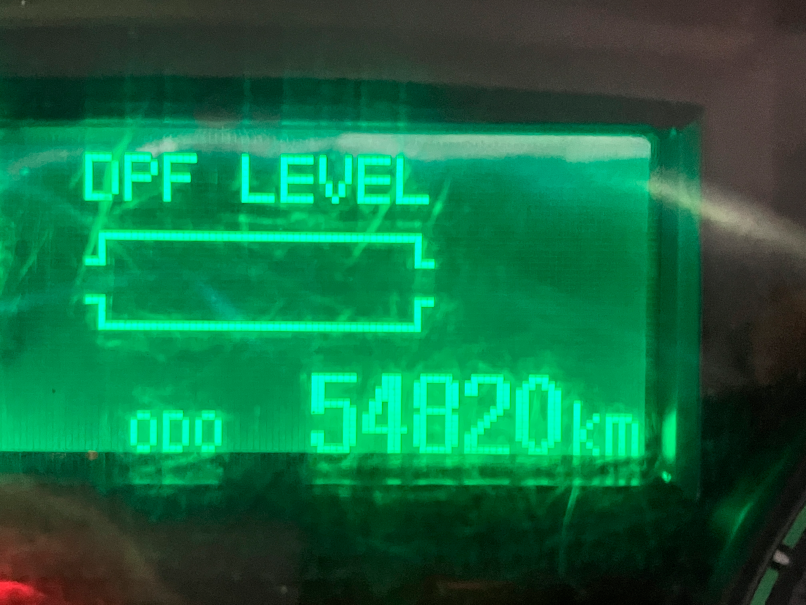 DPF LEVEL
ODO 54820km